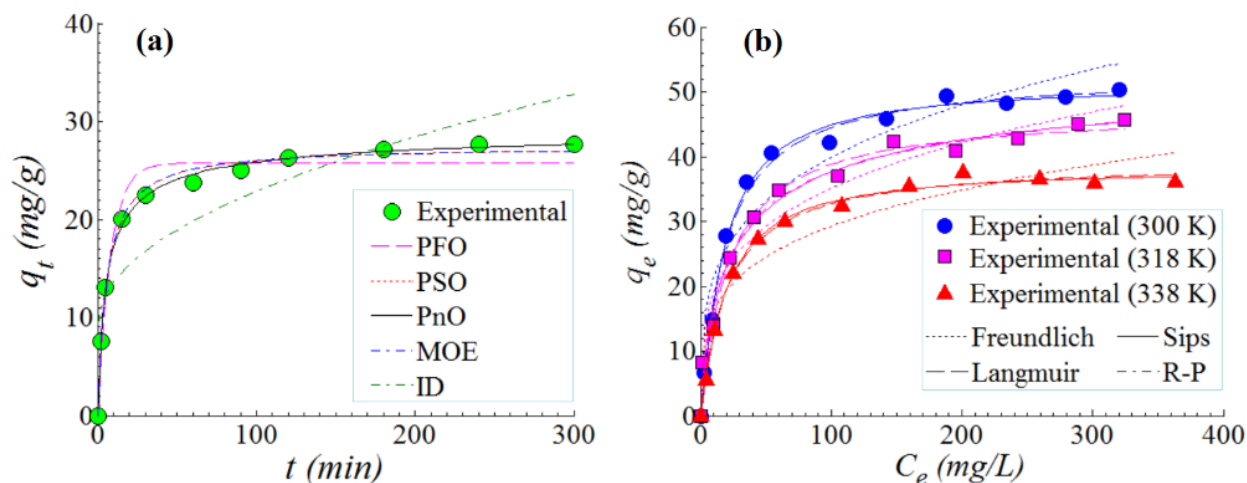 (a)
40
30
20
10
0
q_t (mg/g)
0 100 200 300
t (min)
Experimental
PFO
PSO
PnO
MOE
ID
(b)
60
50
40
30
20
10
0
q_e (mg/g)
0 100 200 300 400
C_e (mg/L)
Experimental (300 K)
Experimental (318 K)
Experimental (338 K)
Freundlich Sips
Langmuir R-P